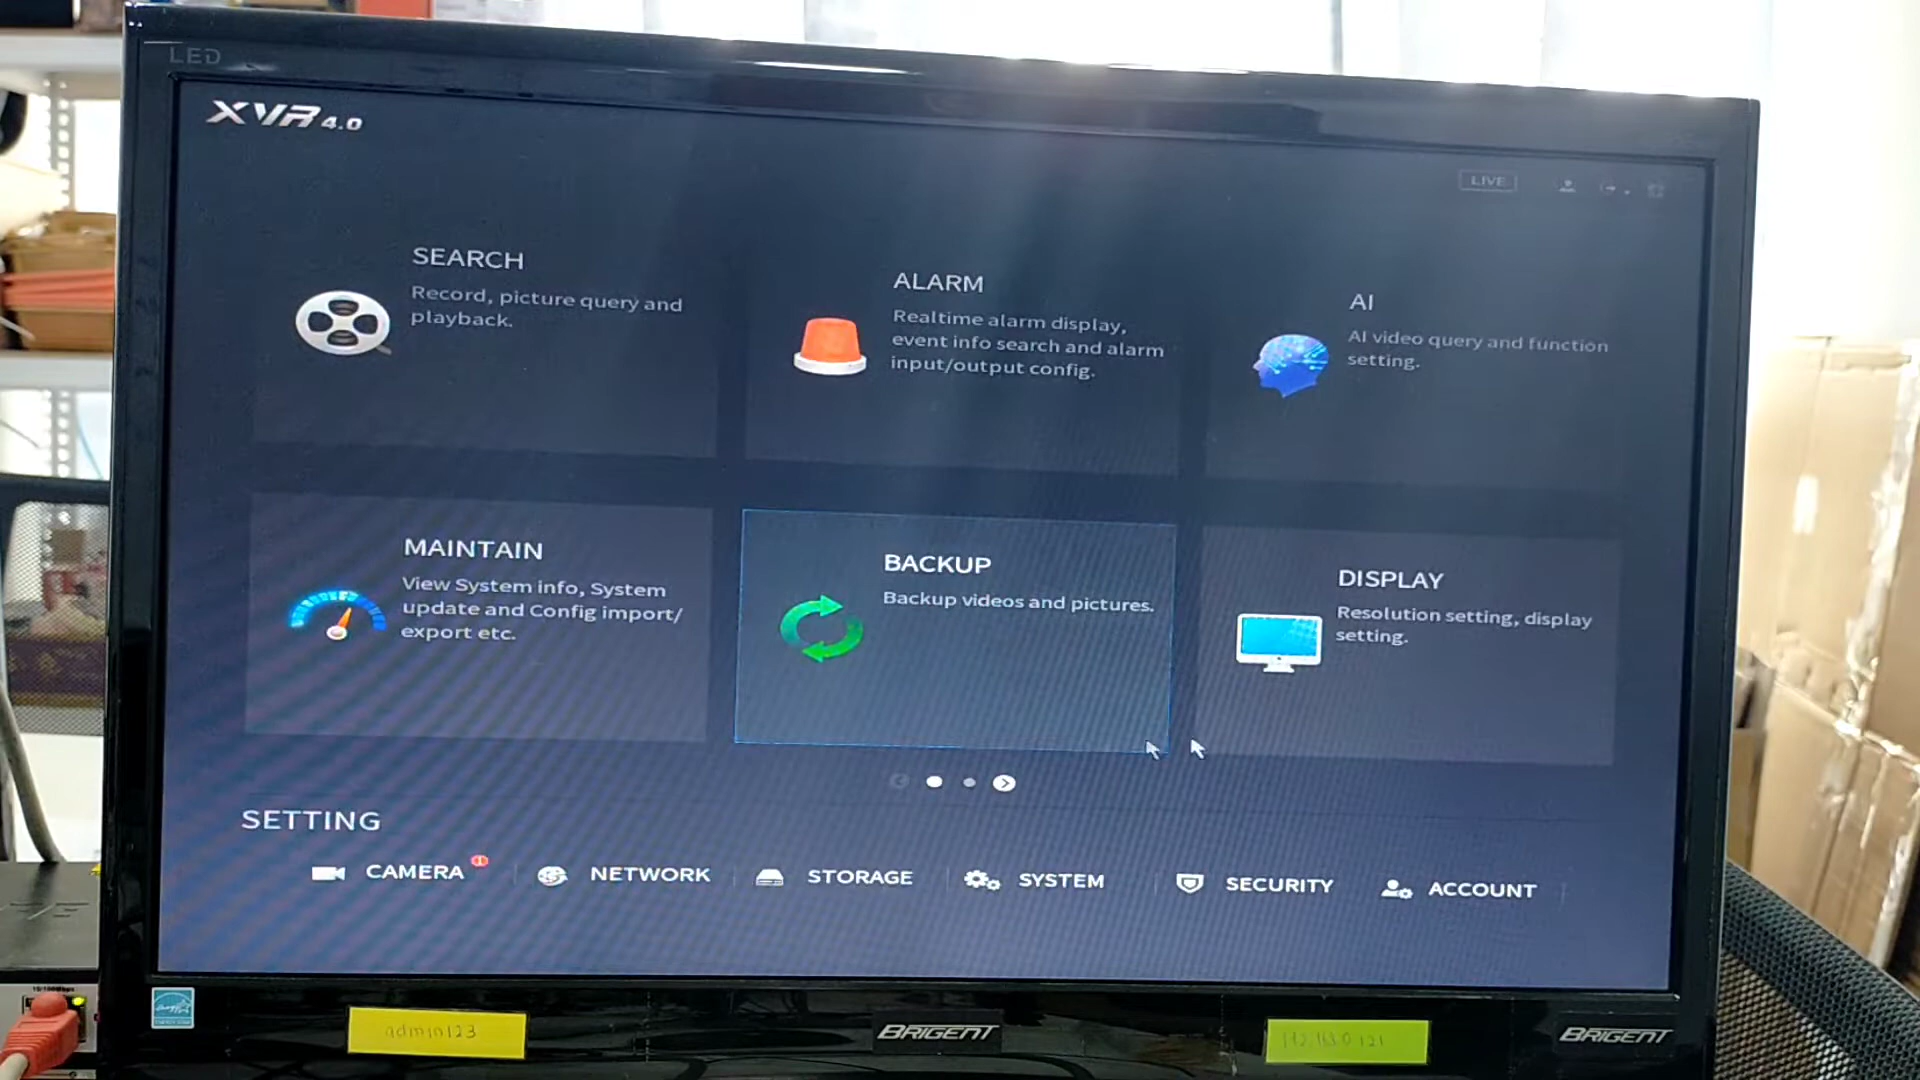 LED
XVR 4.0
LIVE
SEARCH
Record, picture query and
playback.
ALARM
Realtime alarm display,
event info search and alarm
input/output config.
AI
AI video query and function
setting.
MAINTAIN
View System info, System
update and Config import/
export etc.
BACKUP
Backup videos and pictures.
DISPLAY
Resolution setting, display
setting.
SETTING
CAMERA
NETWORK
STORAGE
SYSTEM
SECURITY
ACCOUNT
admin123
BRIGENT
BRIGENT